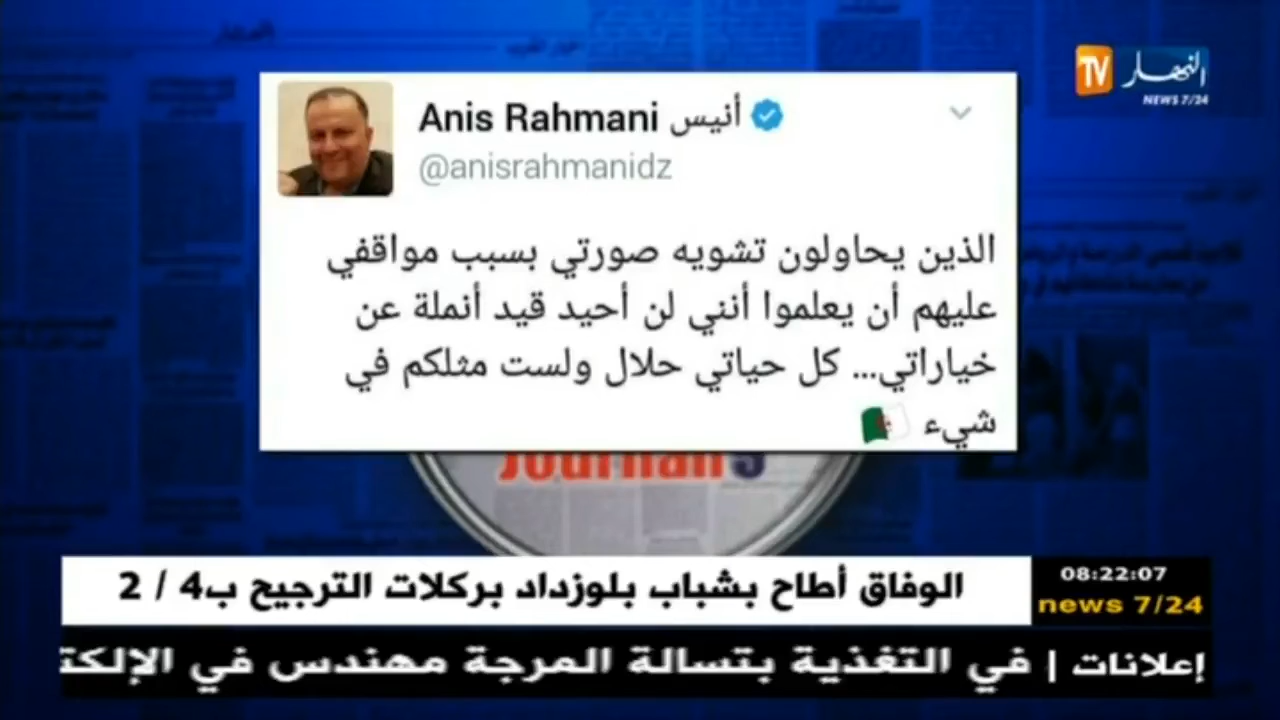 TV النهار
NEWS 7/24
Anis Rahmani أنيس
@anisrahmanidz
الذين يحاولون تشويه صورتي بسبب مواقفي
عليهم أن يعلموا أنني لن أحيد قيد أنملة عن
خياراتي... كل حياتي حلال ولست مثلكم في
شيء 🇩🇿
الوفاق أطاح بشباب بلوزداد بركلات الترجيح ب4 / 2
08:22:07
news 7/24
إعلانات | في التغذية بتسالة المرجة مهندس في الإلكت